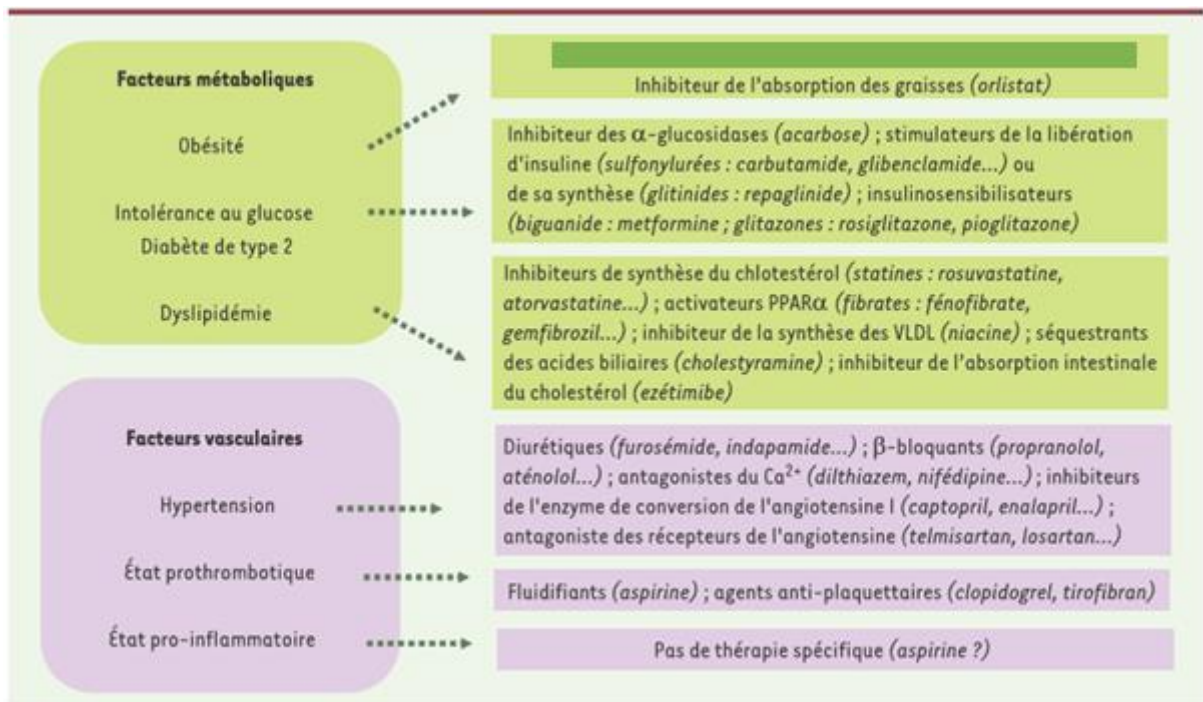 Facteurs métaboliques
Obésité
Intolérance au glucose
Diabète de type 2
Dyslipidémie
Inhibiteur de l'absorption des graisses (orlistat)
Inhibiteur des α-glucosidases (acarbose) ; stimulateurs de la libération
d'insuline (sulfonylurées : carbutamide, glibenclamide...) ou
de sa synthèse (glitinides : repaglinide) ; insulinosensibilisateurs
(biguanide : metformine ; glitazones : rosiglitazone, pioglitazone)
Inhibiteurs de synthèse du chlotestérol (statines : rosuvastatine,
atorvastatine...) ; activateurs PPARα (fibrates : fénofibrate,
gemfibrozil...) ; inhibiteur de la synthèse des VLDL (niacine) ; séquestrants
des acides biliaires (cholestyramine) ; inhibiteur de l'absorption intestinale
du cholestérol (ezétimibe)
Facteurs vasculaires
Hypertension
État prothrombotique
État pro-inflammatoire
Diurétiques (furosémide, indapamide...) ; β-bloquants (propranolol,
aténolol...) ; antagonistes du Ca²⁺ (dilthiazem, nifédipine...) ; inhibiteurs
de l'enzyme de conversion de l'angiotensine I (captopril, enalapril...) ;
antagoniste des récepteurs de l'angiotensine (telmisartan, losartan...)
Fluidifiants (aspirine) ; agents anti-plaquettaires (clopidogrel, tirofibran)
Pas de thérapie spécifique (aspirine ?)